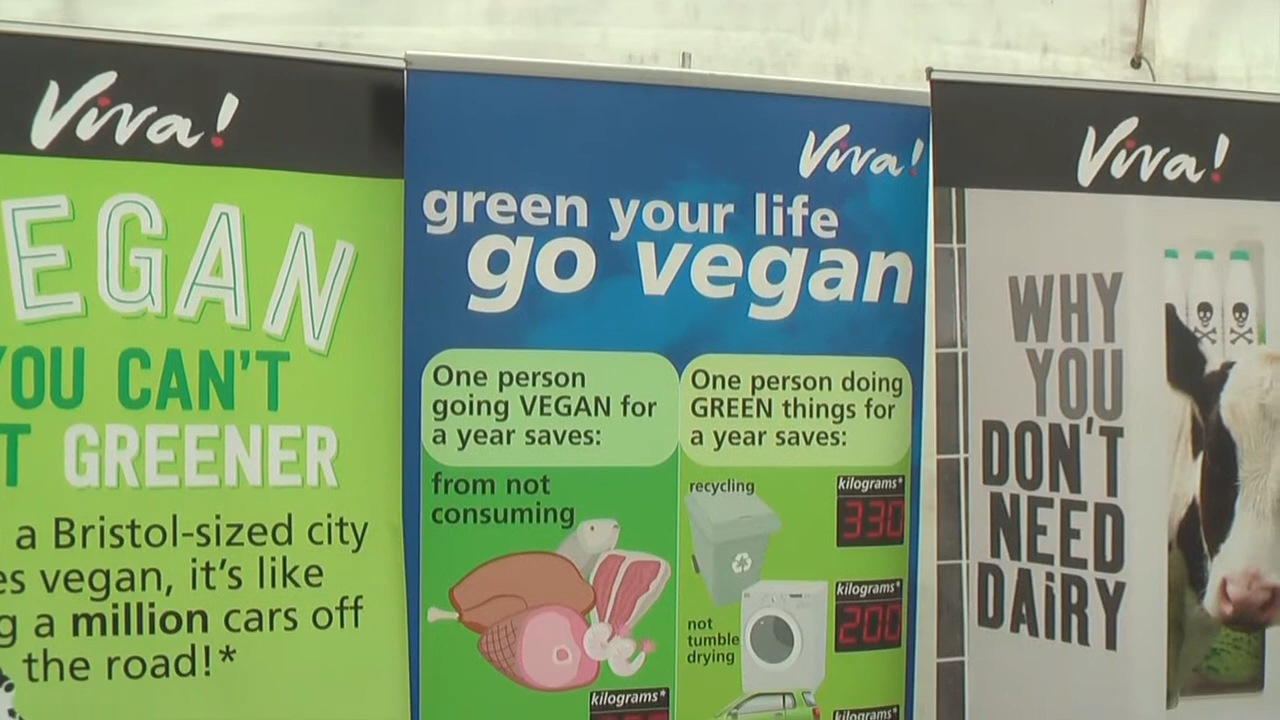 Viva!
EGAN
YOU CAN'T
GREENER
a Bristol-sized city
vegan, it's like
a million cars off
the road!*
Viva!
green your life
go vegan
One person
going VEGAN for
a year saves:
from not
consuming
kilograms*
One person doing
GREEN things for
a year saves:
recycling
kilograms*
330
not
tumble
drying
kilograms*
200
kilograms*
Viva!
WHY
YOU
DON'T
NEED
DAiRY